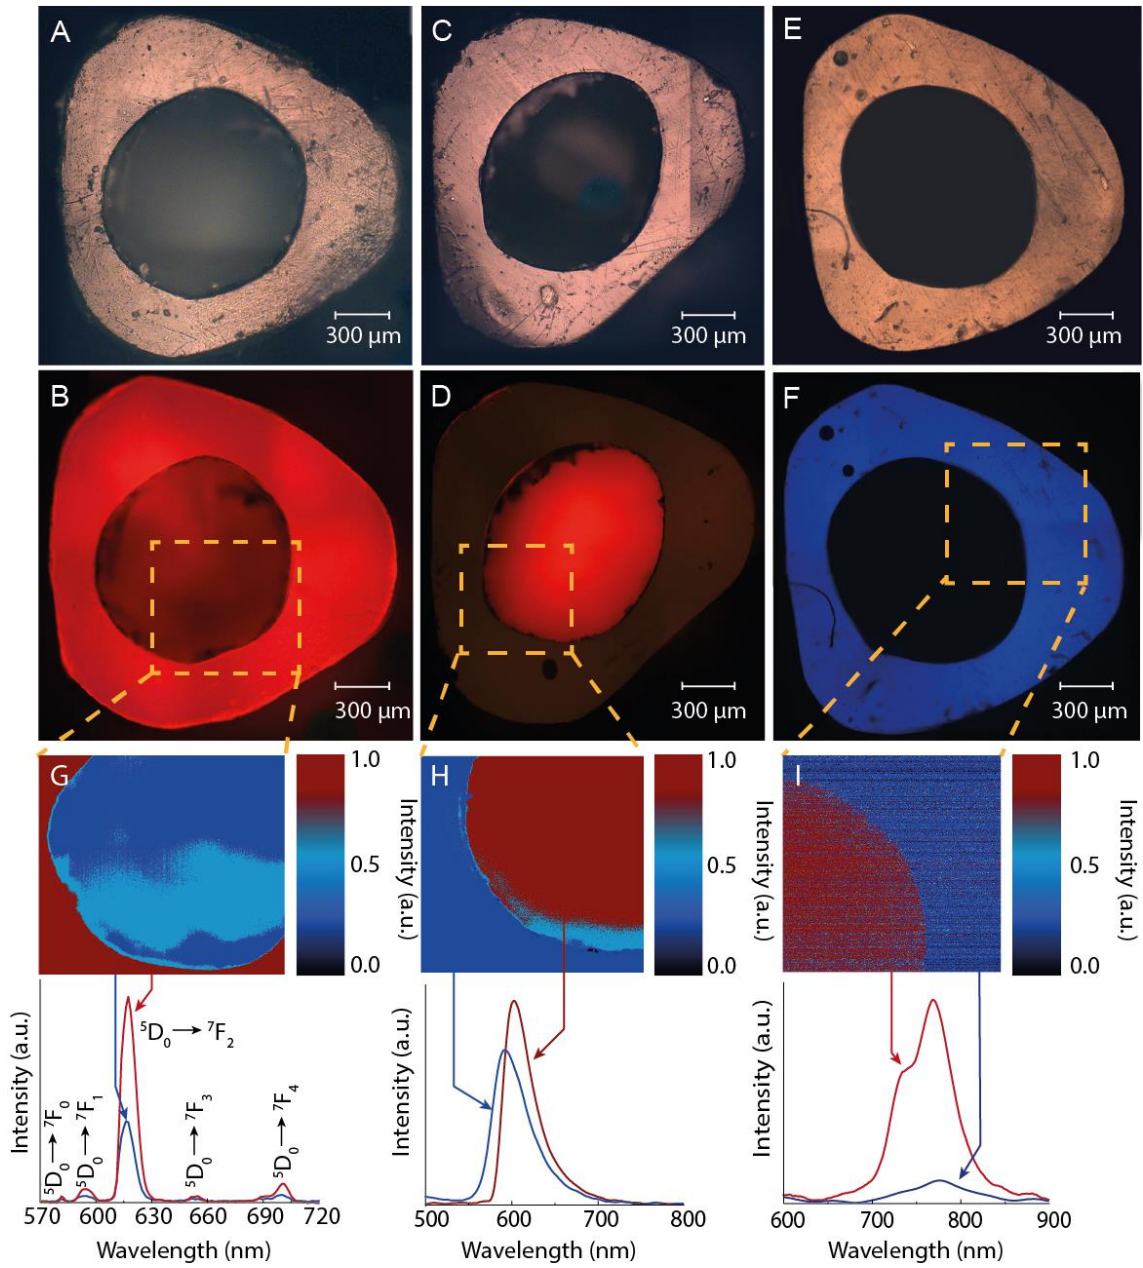 A
C
E
300 µm
300 µm
300 µm
B
D
F
300 µm
300 µm
300 µm
G
1.0
0.5
0.0
Intensity (a.u.)
H
1.0
0.5
0.0
Intensity (a.u.)
I
1.0
0.5
0.0
Intensity (a.u.)
Intensity (a.u.)
⁵D₀ → ⁷F₀
⁵D₀ → ⁷F₁
⁵D₀ → ⁷F₂
⁵D₀ → ⁷F₃
⁵D₀ → ⁷F₄
570 600 630 660 690 720
Wavelength (nm)
Intensity (a.u.)
500 600 700 800
Wavelength (nm)
Intensity (a.u.)
600 700 800 900
Wavelength (nm)